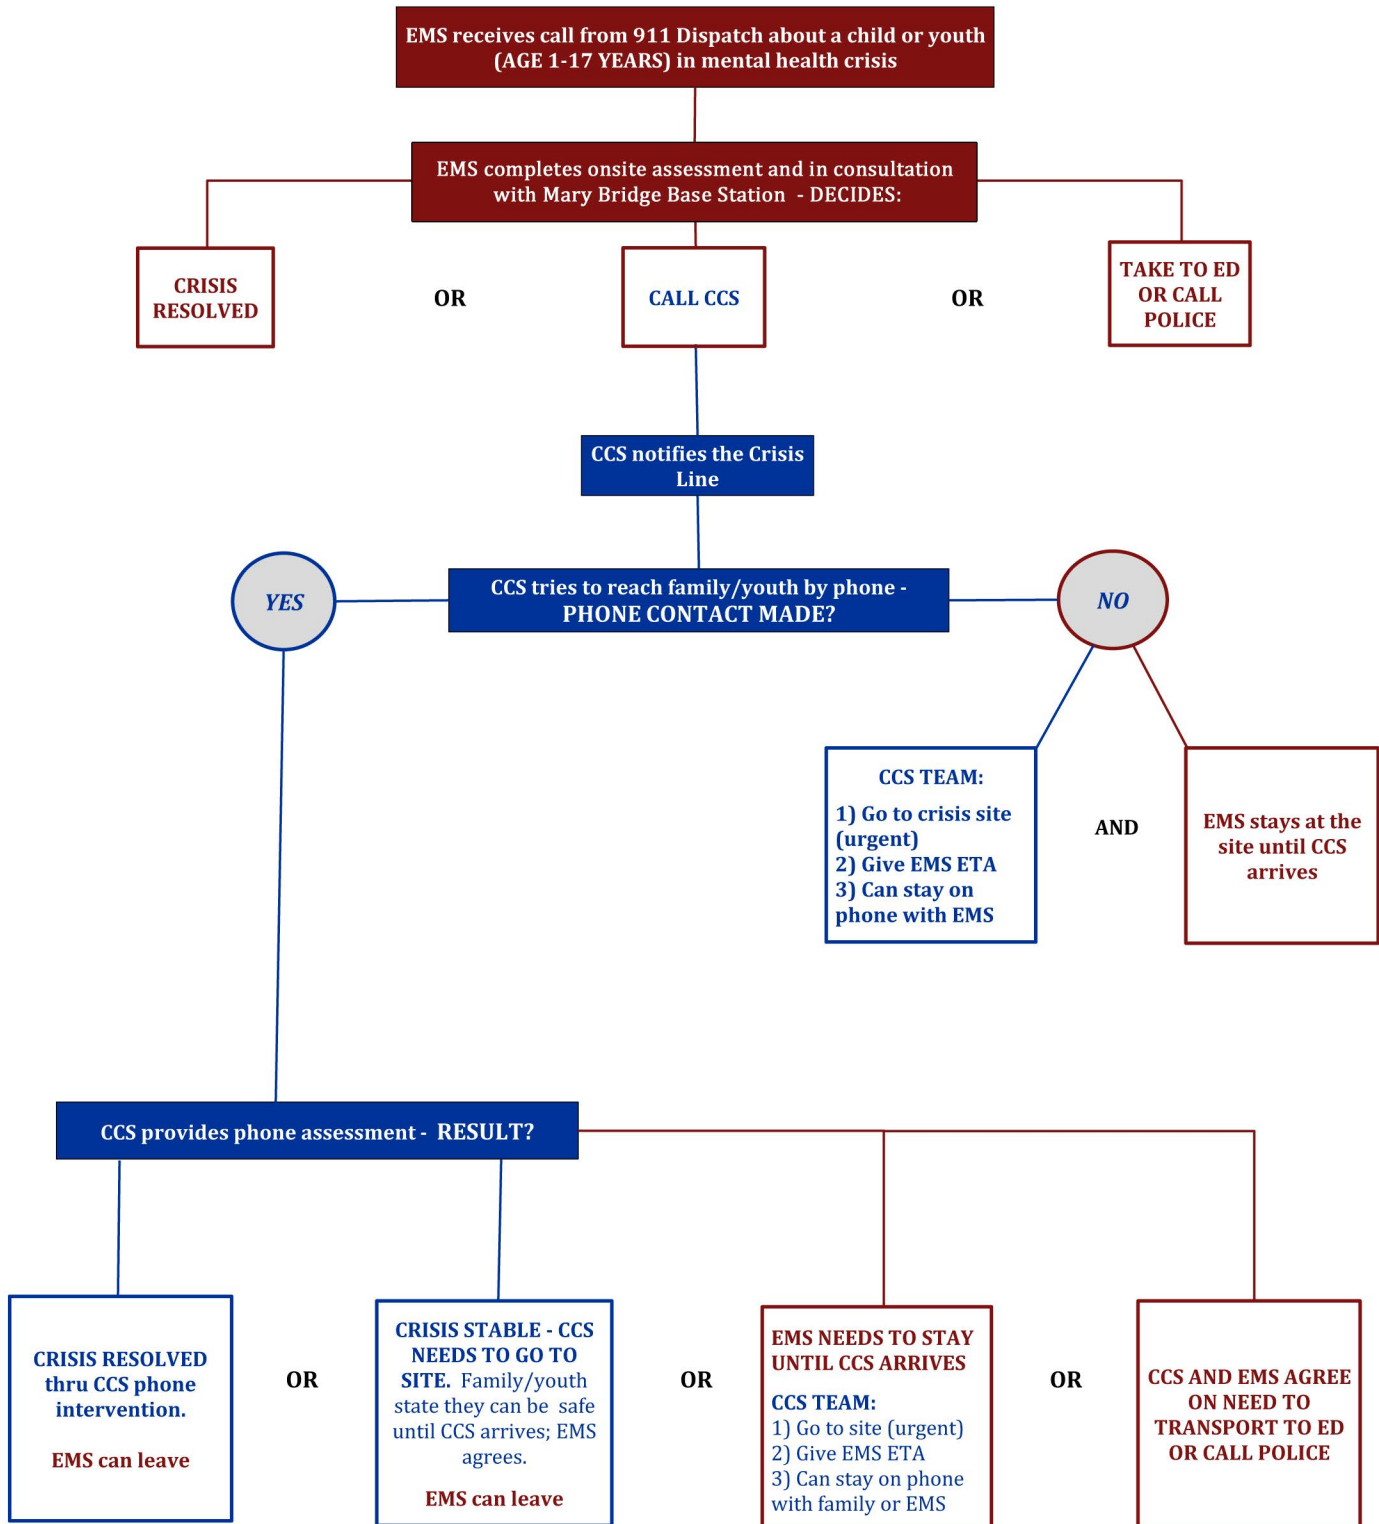 EMS receives call from 911 Dispatch about a child or youth
(AGE 1-17 YEARS) in mental health crisis
EMS completes onsite assessment and in consultation
with Mary Bridge Base Station - DECIDES:
CRISIS
RESOLVED
OR
CALL CCS
OR
TAKE TO ED
OR CALL
POLICE
CCS notifies the Crisis
Line
YES
CCS tries to reach family/youth by phone -
PHONE CONTACT MADE?
NO
CCS TEAM:
1) Go to crisis site
(urgent)
2) Give EMS ETA
3) Can stay on
phone with EMS
AND
EMS stays at the
site until CCS
arrives
CCS provides phone assessment - RESULT?
CRISIS RESOLVED
thru CCS phone
intervention.
EMS can leave
OR
CRISIS STABLE - CCS
NEEDS TO GO TO
SITE. Family/youth
state they can be safe
until CCS arrives; EMS
agrees.
EMS can leave
OR
EMS NEEDS TO STAY
UNTIL CCS ARRIVES
CCS TEAM:
1) Go to site (urgent)
2) Give EMS ETA
3) Can stay on phone
with family or EMS
OR
CCS AND EMS AGREE
ON NEED TO
TRANSPORT TO ED
OR CALL POLICE